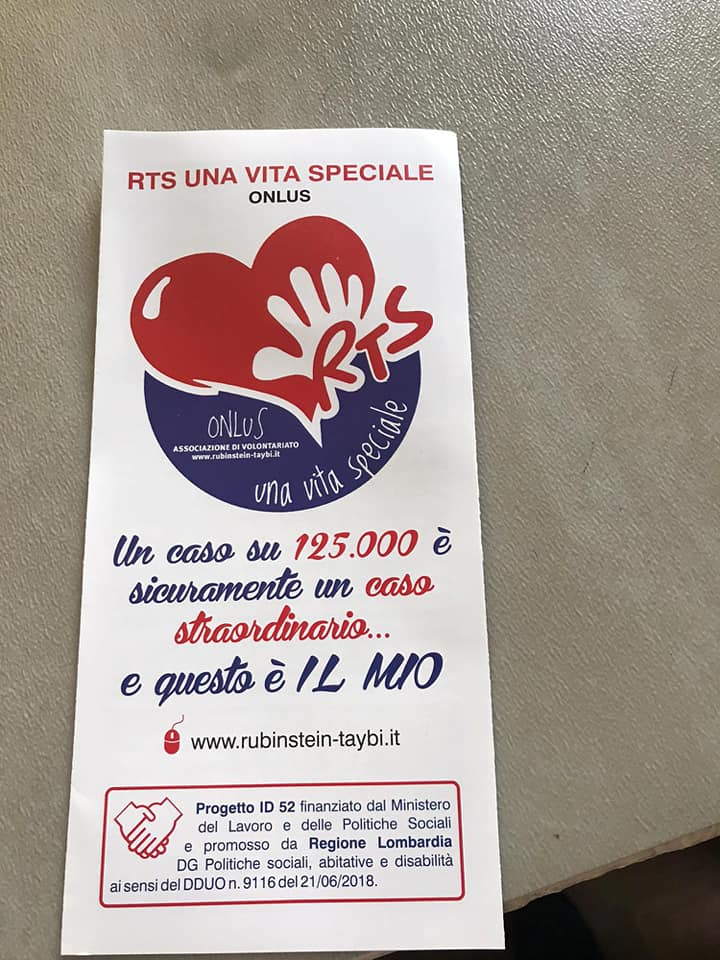 RTS UNA VITA SPECIALE
ONLUS
RTS
ONLUS
ASSOCIAZIONE DI VOLONTARIATO
www.rubinstein-taybi.it
una vita speciale
Un caso su 125.000 è
sicuramente un caso
straordinario...
e questo è IL MIO
www.rubinstein-taybi.it
Progetto ID 52 finanziato dal Ministero
del Lavoro e delle Politiche Sociali
e promosso da Regione Lombardia
DG Politiche sociali, abitative e disabilità
ai sensi del DDUO n. 9116 del 21/06/2018.